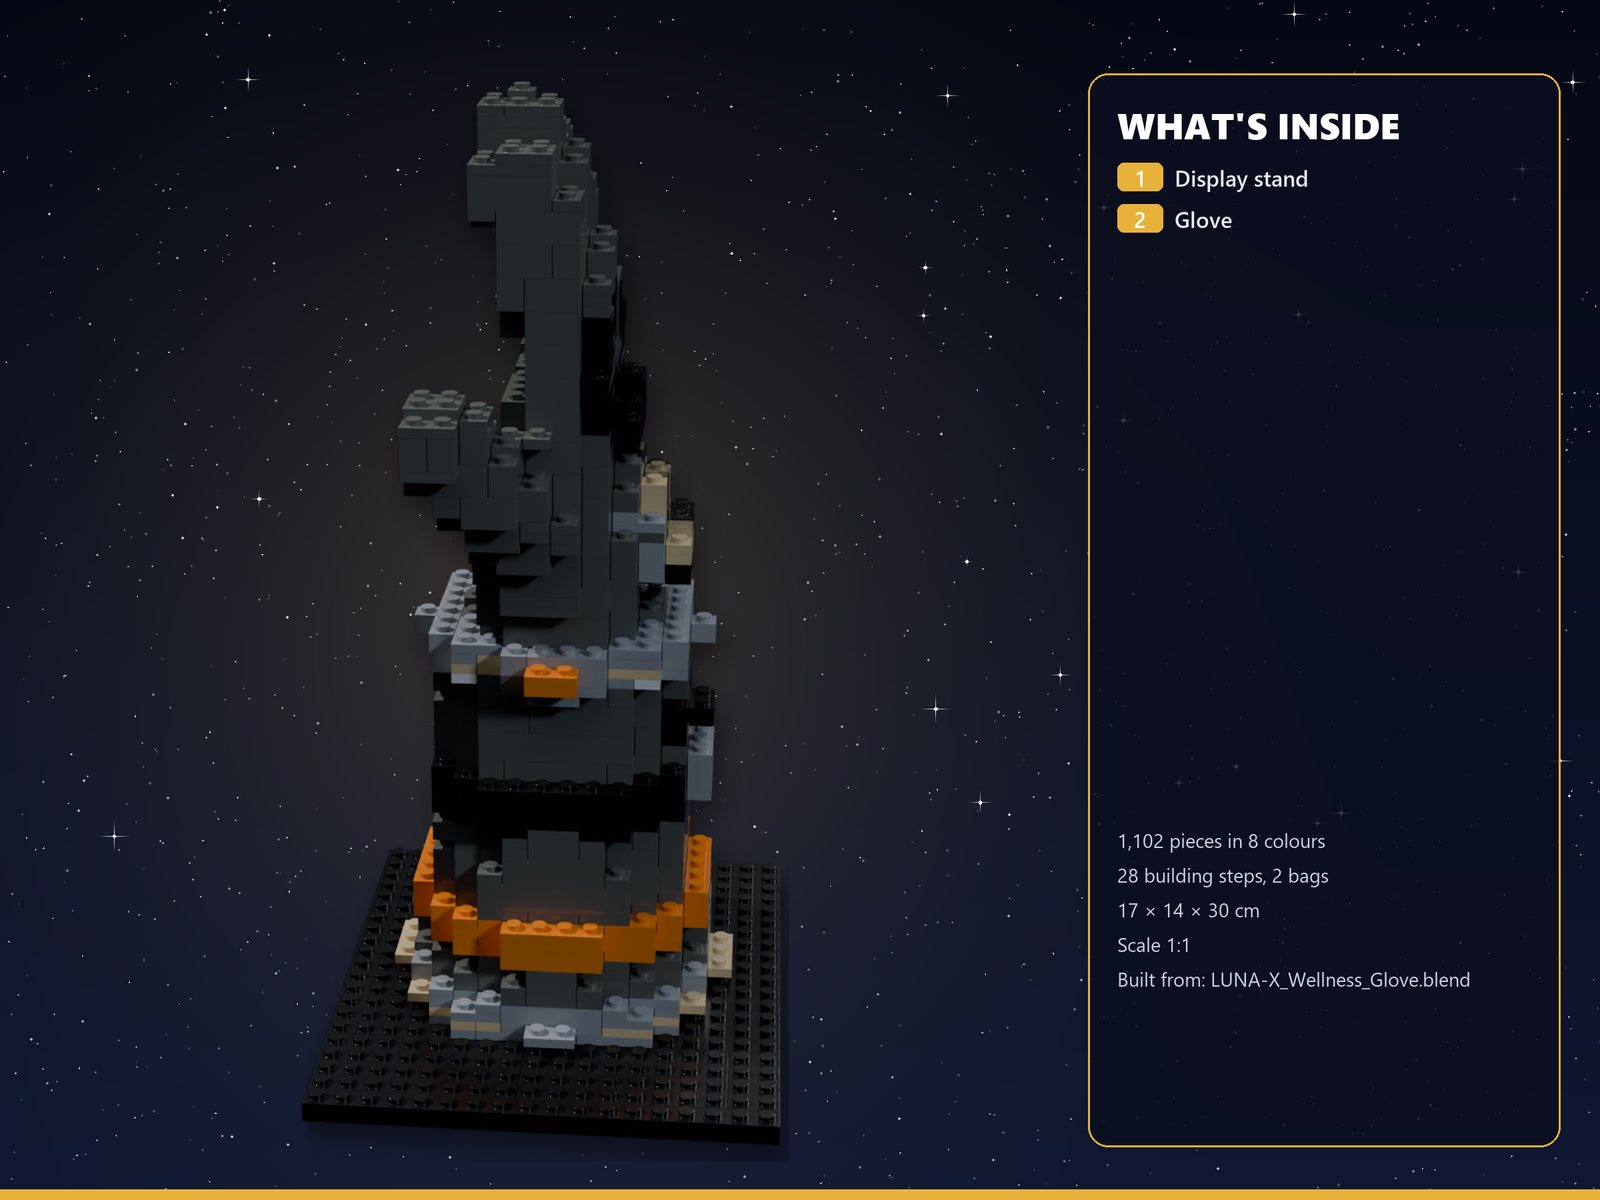 WHAT'S INSIDE
1 Display stand
2 Glove
1,102 pieces in 8 colours
28 building steps, 2 bags
17 × 14 × 30 cm
Scale 1:1
Built from: LUNA-X_Wellness_Glove.blend